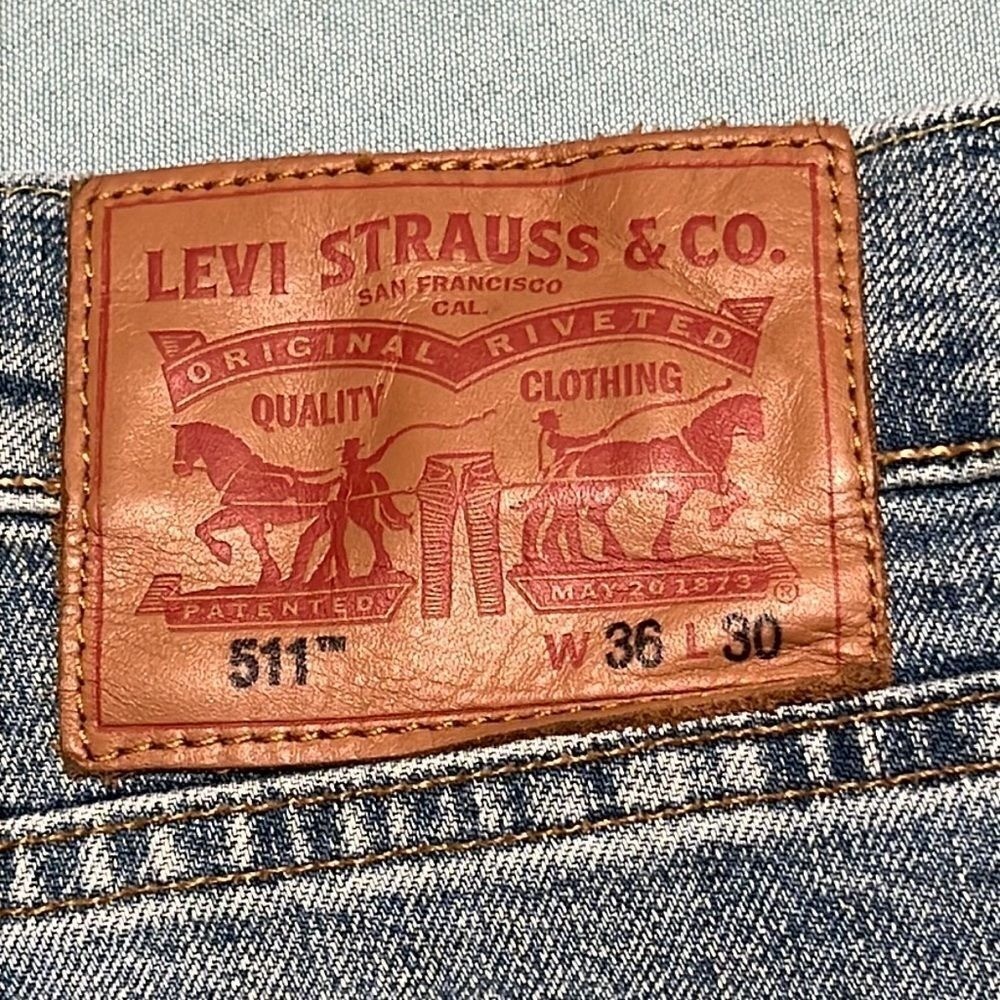 LEVI STRAUSS & CO.
SAN FRANCISCO
CAL.
ORIGINAL RIVETED
QUALITY CLOTHING
PATENTED MAY 20 1873 ®
511™ W 36 L 30